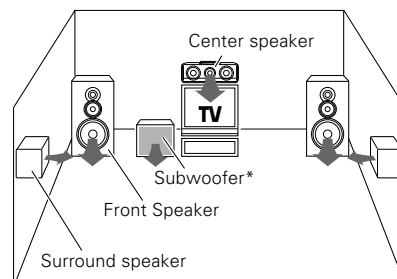 Center speaker
TV
Subwoofer*
Front Speaker
Surround speaker